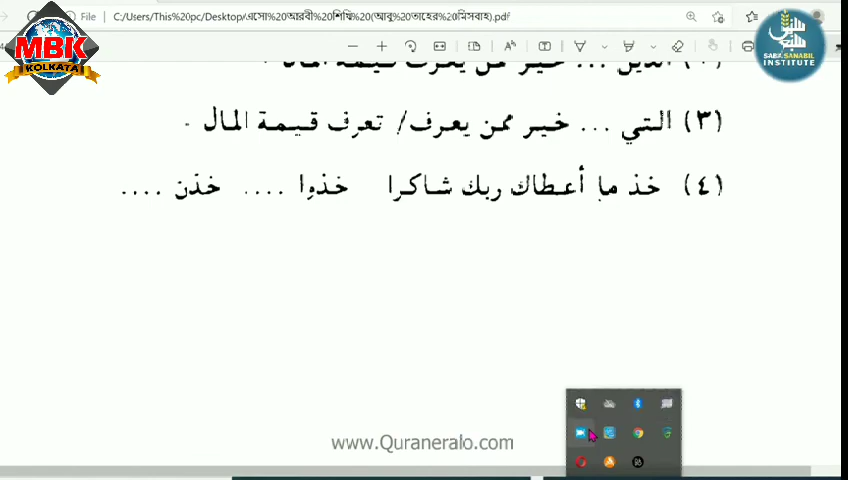 File | C:/Users/This%20pc/Desktop/এসো%20আরবী%20শিখি%20(আবু%20তাহের%20মিসবাহ).pdf
MBK
KOLKATA
SABA SANABIL
INSTITUTE
(٣) التي ... خير ممن يعرف/ تعرف قيمة المال -
(٤) خذ ما أعطاك ربك شاكرا خذوا .... خذن ....
www.Quraneralo.com